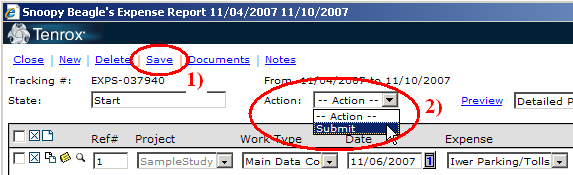 Snoopy Beagle's Expense Report 11/04/2007 11/10/2007
Tenrox
Close | New | Delete | Save | Documents | Notes
1)
Tracking #: EXPS-037940 From 11/04/2007 to 11/10/2007
State: Start Action: -- Action -- 2) Preview Detailed P
-- Action --
Submit
Ref# Project Work Type Date Expense
1 SampleStudy Main Data Co 11/06/2007 1 Iwer Parking/Tolls